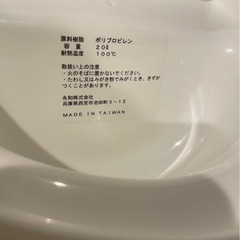 原料樹脂 ポリプロピレン
容量 20ℓ
耐熱温度 100℃
取扱い上の注意
・火のそばに置かないでください。
・たわし又はみがき粉でみがくとき、きずが
つくことがあります。
永和株式会社
兵庫県西宮市池田町3－12
MADE IN TAIWAN